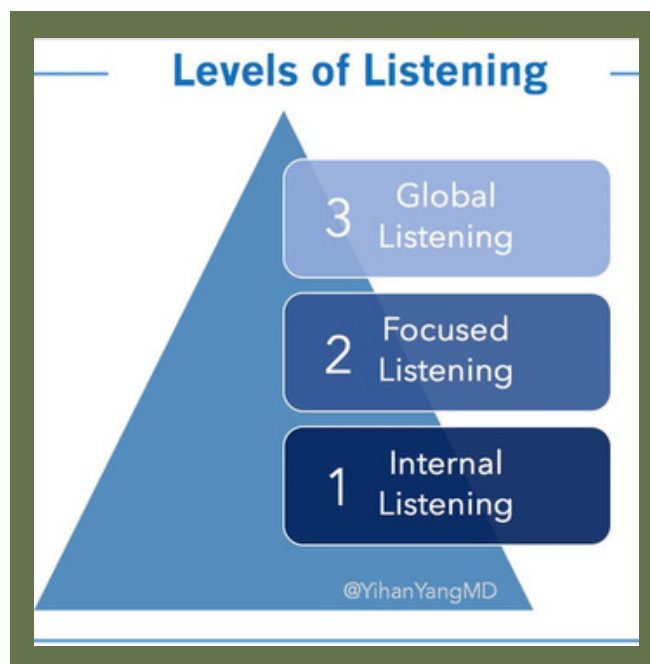 Levels of Listening
3 Global
Listening
2 Focused
Listening
1 Internal
Listening
@YihanYangMD